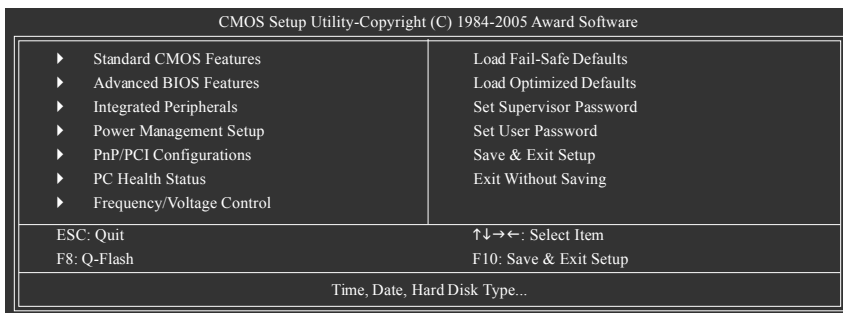 CMOS Setup Utility-Copyright (C) 1984-2005 Award Software
Standard CMOS Features
Advanced BIOS Features
Integrated Peripherals
Power Management Setup
PnP/PCI Configurations
PC Health Status
Frequency/Voltage Control
Load Fail-Safe Defaults
Load Optimized Defaults
Set Supervisor Password
Set User Password
Save & Exit Setup
Exit Without Saving
ESC: Quit
↑↓→←: Select Item
F8: Q-Flash
F10: Save & Exit Setup
Time, Date, Hard Disk Type...